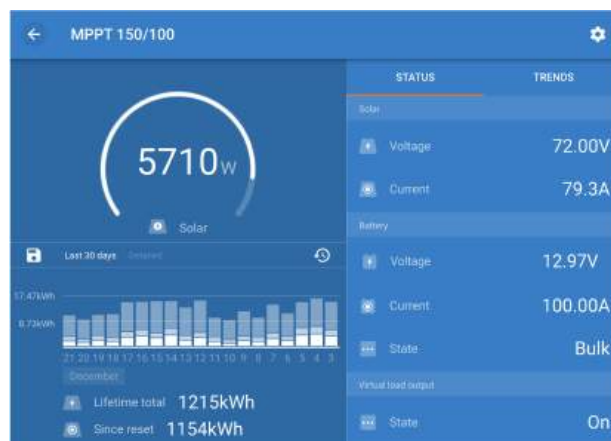 MPPT 150/100
5710W
Solar
Last 30 days Detailed
17.47kWh
8.73kWh
21 20 19 18 17 16 15 14 13 12 11 10 9 8 7 6 5 4 3
December
Lifetime total 1215kWh
Since reset 1154kWh
STATUS TRENDS
Solar
Voltage 72.00V
Current 79.3A
Battery
Voltage 12.97V
Current 100.00A
State Bulk
Virtual load output
State On